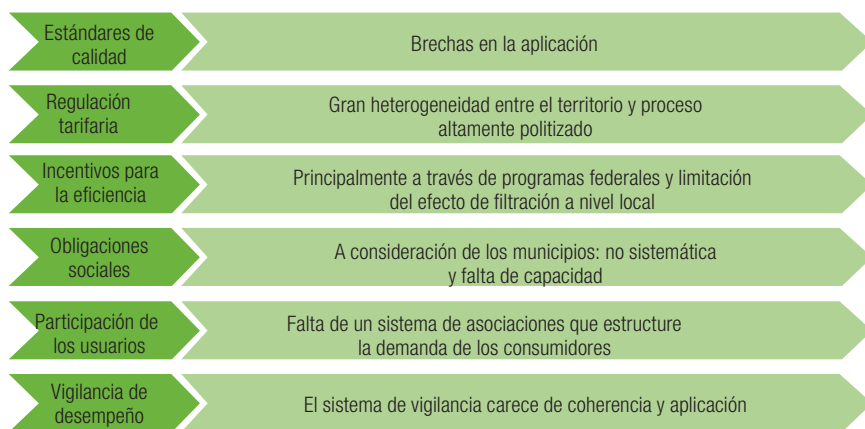 Estándares de
calidad
Brechas en la aplicación
Regulación
tarifaria
Gran heterogeneidad entre el territorio y proceso
altamente politizado
Incentivos para
la eficiencia
Principalmente a través de programas federales y limitación
del efecto de filtración a nivel local
Obligaciones
sociales
A consideración de los municipios: no sistemática
y falta de capacidad
Participación de
los usuarios
Falta de un sistema de asociaciones que estructure
la demanda de los consumidores
Vigilancia de
desempeño
El sistema de vigilancia carece de coherencia y aplicación